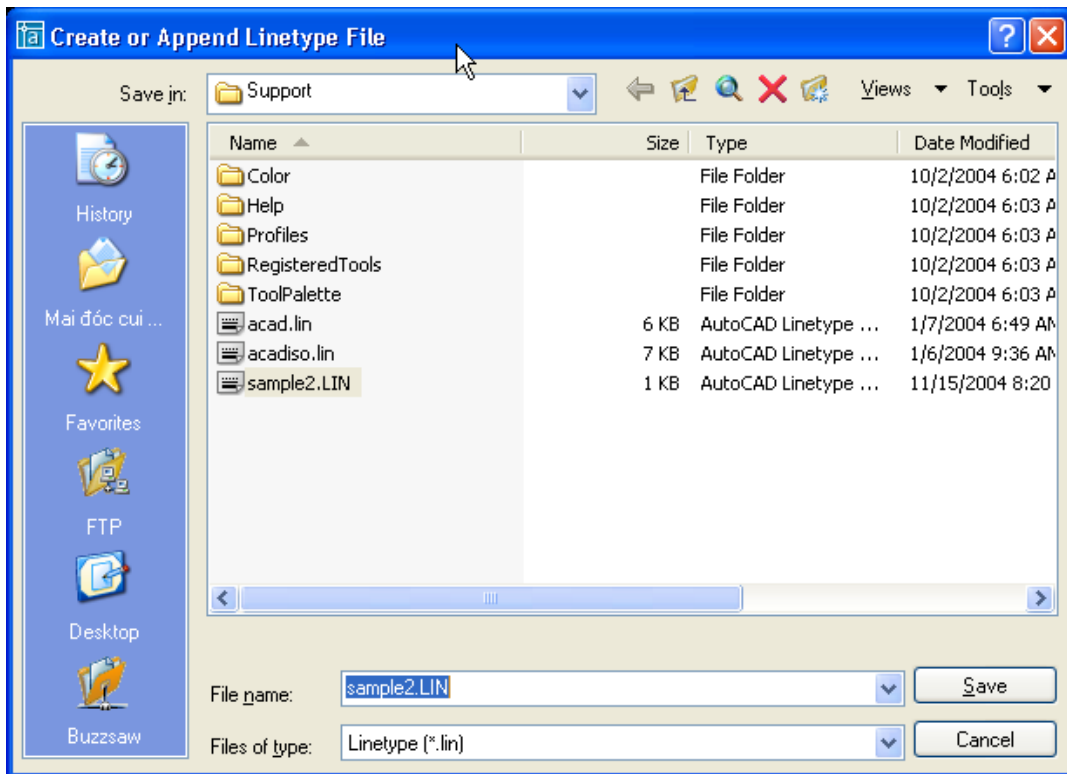 Create or Append Linetype File
Save in: Support Views Tools
Name Size Type Date Modified
Color File Folder 10/2/2004 6:02 A
Help File Folder 10/2/2004 6:03 A
Profiles File Folder 10/2/2004 6:03 A
RegisteredTools File Folder 10/2/2004 6:03 A
ToolPalette File Folder 10/2/2004 6:03 A
acad.lin 6 KB AutoCAD Linetype ... 1/7/2004 6:49 AM
acadiso.lin 7 KB AutoCAD Linetype ... 1/6/2004 9:36 AM
sample2.LIN 1 KB AutoCAD Linetype ... 11/15/2004 8:20
History
Mai đóc cui ...
Favorites
FTP
Desktop
Buzzsaw
File name: sample2.LIN Save
Files of type: Linetype (*.lin) Cancel